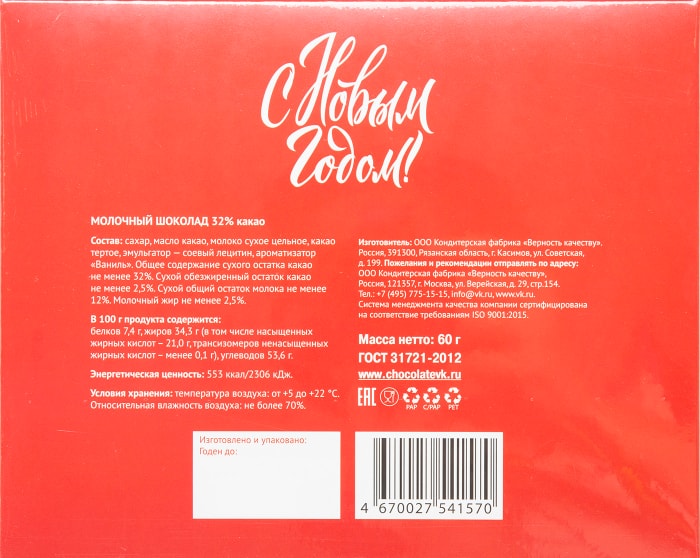 С Новым
Годом!
МОЛОЧНЫЙ ШОКОЛАД 32% какао
Состав: сахар, масло какао, молоко сухое цельное, какао
тертое, эмульгатор — соевый лецитин, ароматизатор
«Ваниль». Общее содержание сухого остатка какао
не менее 32%. Сухой обезжиренный остаток какао
не менее 2,5%. Сухой общий остаток молока не менее
12%. Молочный жир не менее 2,5%.
В 100 г продукта содержится:
белков 7,4 г, жиров 34,3 г (в том числе насыщенных
жирных кислот – 21,0 г, трансизомеров ненасыщенных
жирных кислот – менее 0,1 г), углеводов 53,6 г.
Энергетическая ценность: 553 ккал/2306 кДж.
Условия хранения: температура воздуха: от +5 до +22 °С.
Относительная влажность воздуха: не более 70%.
Изготовитель: ООО Кондитерская фабрика «Верность качеству».
Россия, 391300, Рязанская область, г. Касимов, ул. Советская,
д. 199. Пожелания и рекомендации отправлять по адресу:
ООО Кондитерская фабрика «Верность качеству»,
Россия, 121357, г. Москва, ул. Верейская, д. 29, стр.154.
Тел.: +7 (495) 775-15-15, info@vk.ru, www.vk.ru.
Система менеджмента качества компании сертифицирована
на соответствие требованиям ISO 9001:2015.
Масса нетто: 60 г
ГОСТ 31721-2012
www.chocolatevk.ru
EAC
PAP C/PAP PET
Изготовлено и упаковано:
Годен до:
4 670027 541570